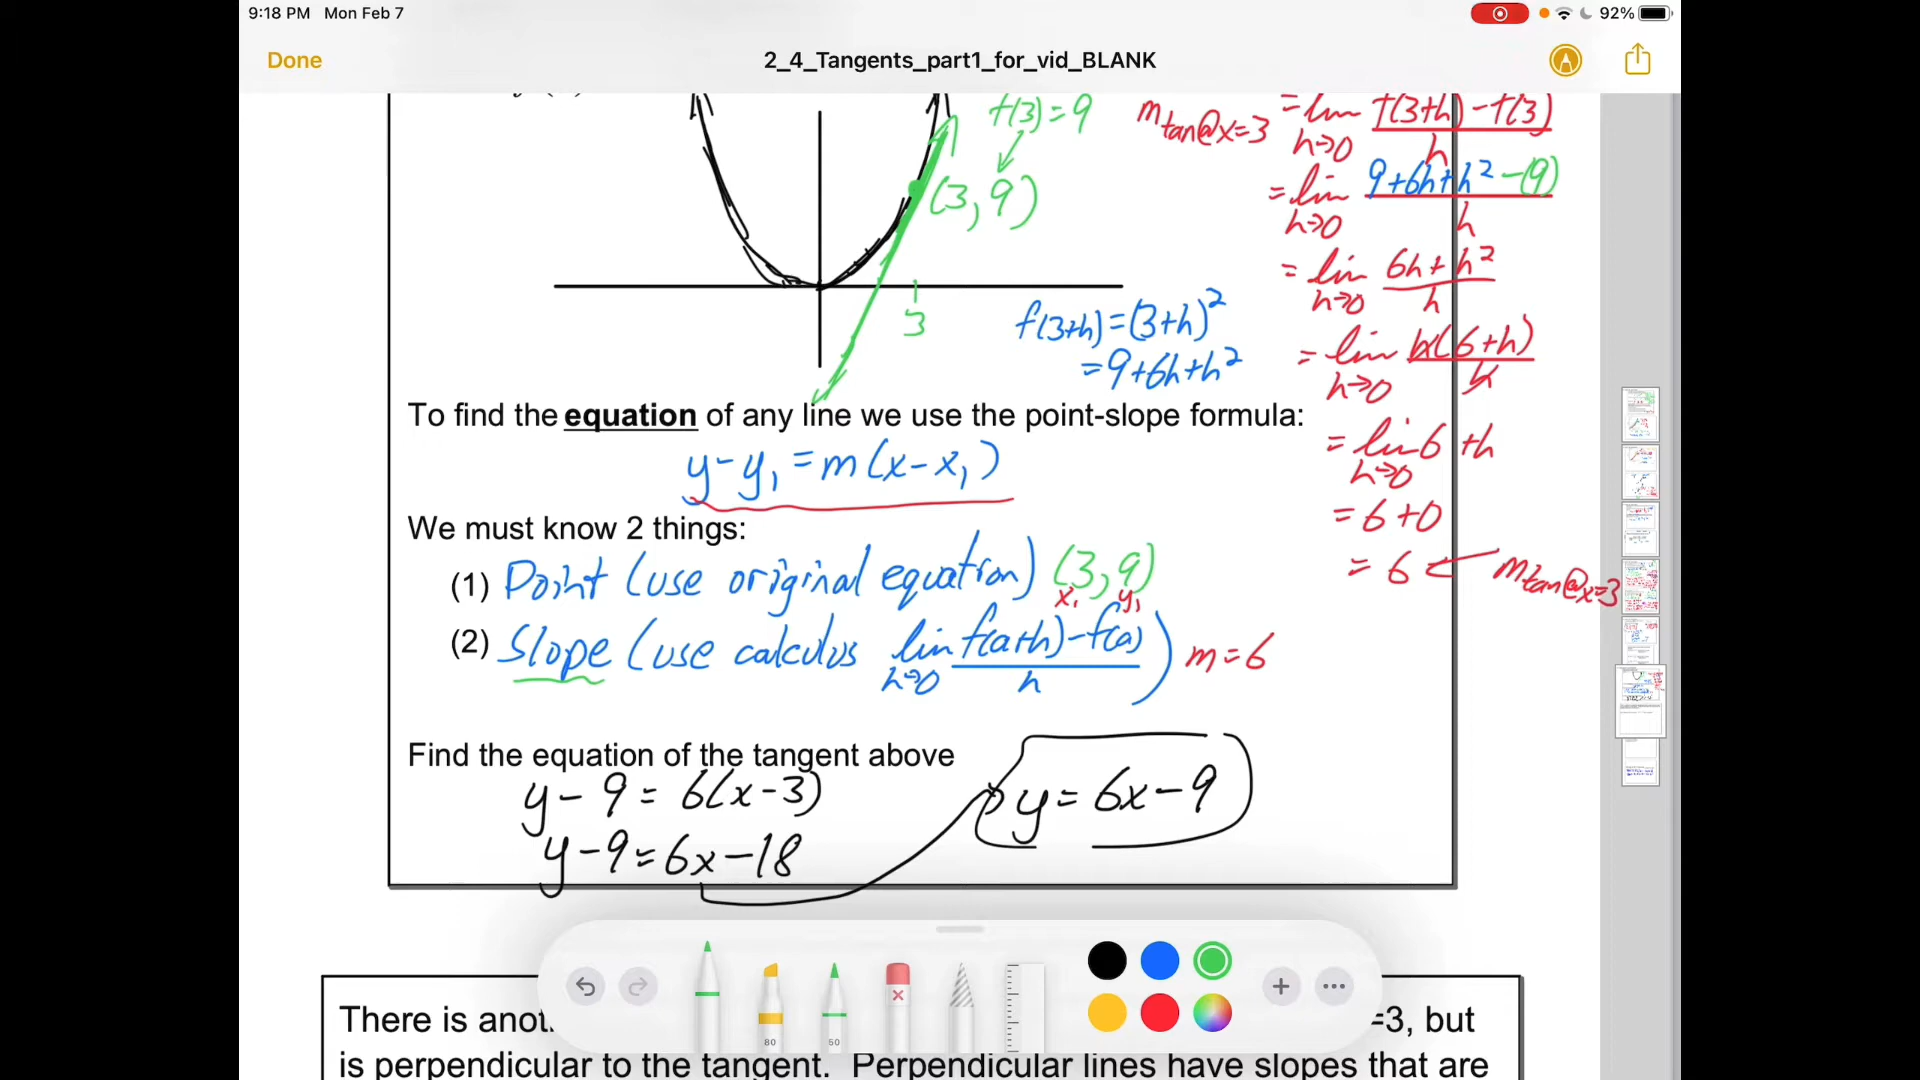 9:18 PM Mon Feb 7
92%
Done
2_4_Tangents_part1_for_vid_BLANK
f(3)=9
(3,9)
3
m tan@x=3 = lim h→0 f(3+h)-f(3) / h
= lim h→0 9+6h+h² -(9) / h
= lim h→0 6h+h² / h
= lim h→0 h(6+h) / h
= lim h→0 6+h
= 6+0
= 6 ← m tan@x=3
f(3+h)=(3+h)²
=9+6h+h²
To find the equation of any line we use the point-slope formula:
y-y₁=m(x-x₁)
We must know 2 things:
(1) Point (use original equation) (3,9)
x₁ y₁
(2) Slope (use calculus lim h→0 f(a+h)-f(a) / h) m=6
Find the equation of the tangent above
y-9=6(x-3)
y-9=6x-18
y=6x-9
80
50
There is anot
=3, but
is perpendicular to the tangent. Perpendicular lines have slopes that are